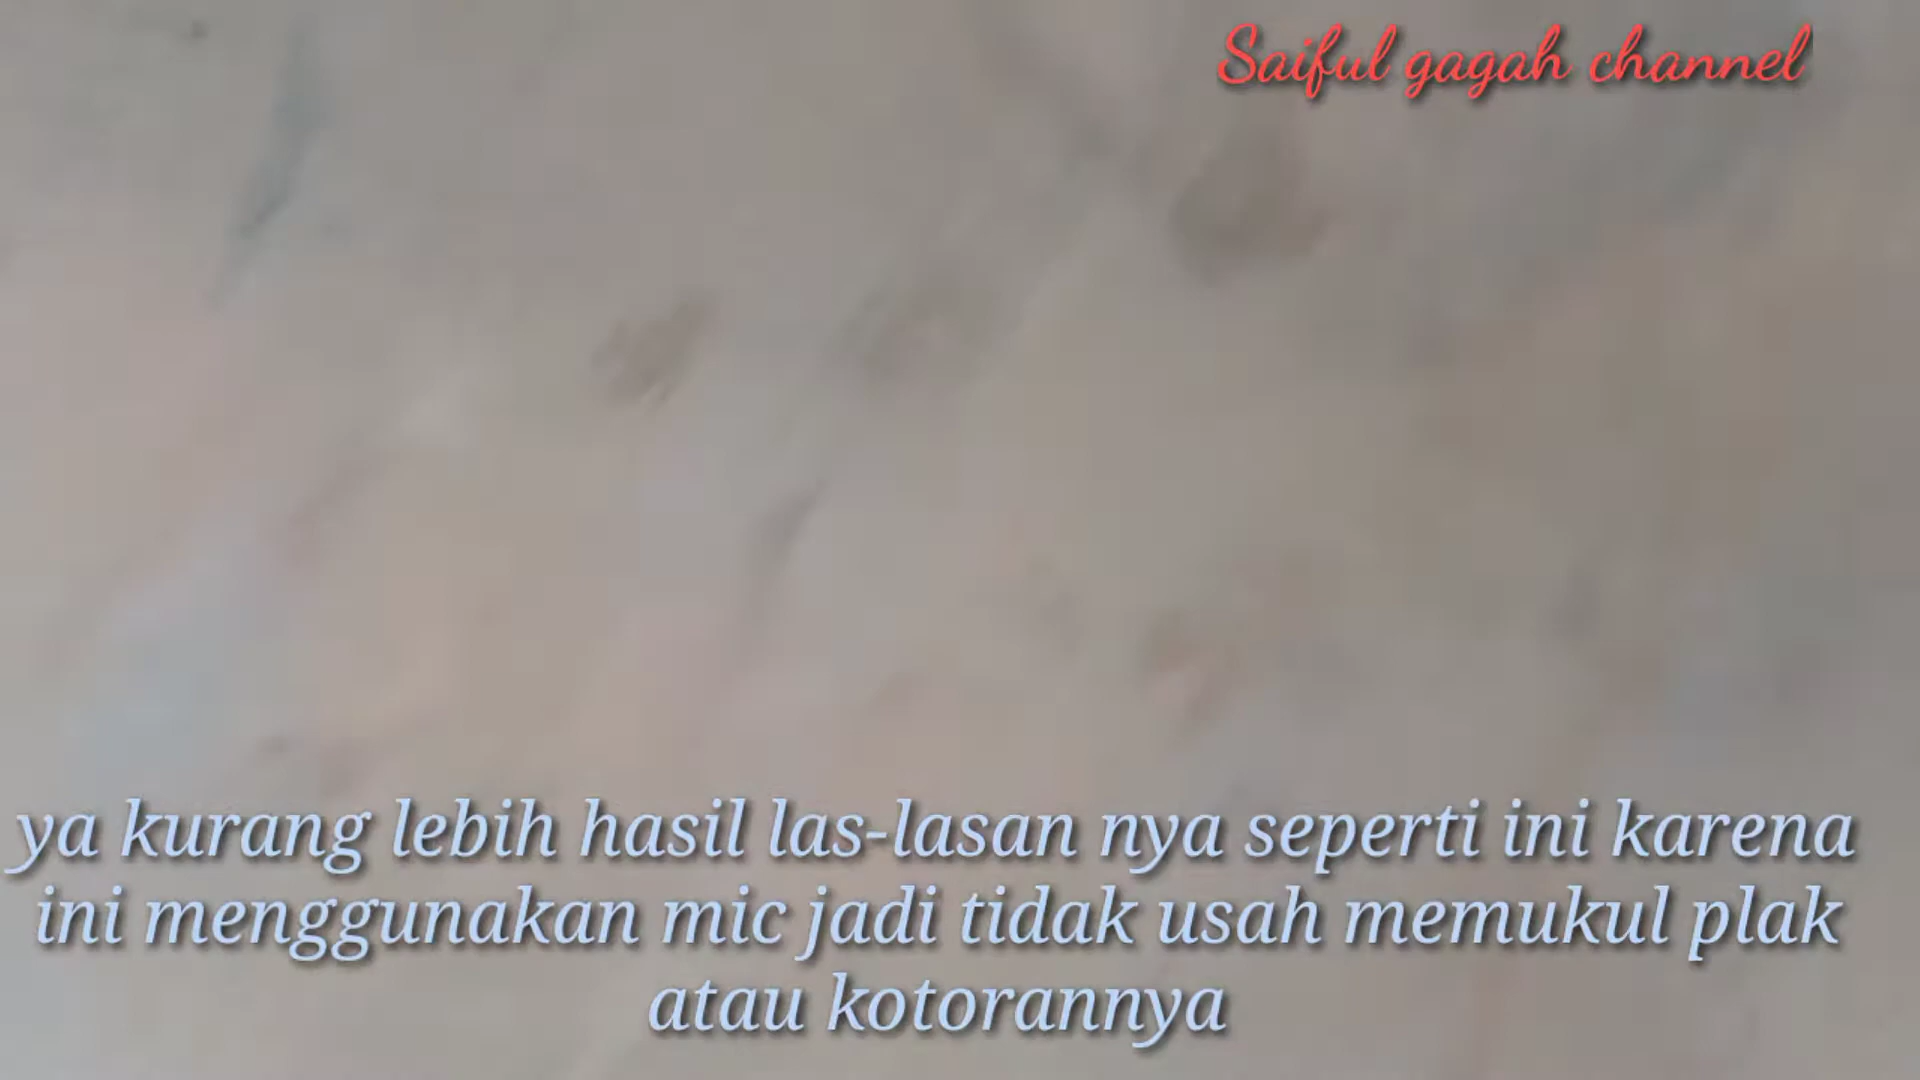 Saiful gagah channel
ya kurang lebih hasil las-lasan nya seperti ini karena
ini menggunakan mic jadi tidak usah memukul plak
atau kotorannya